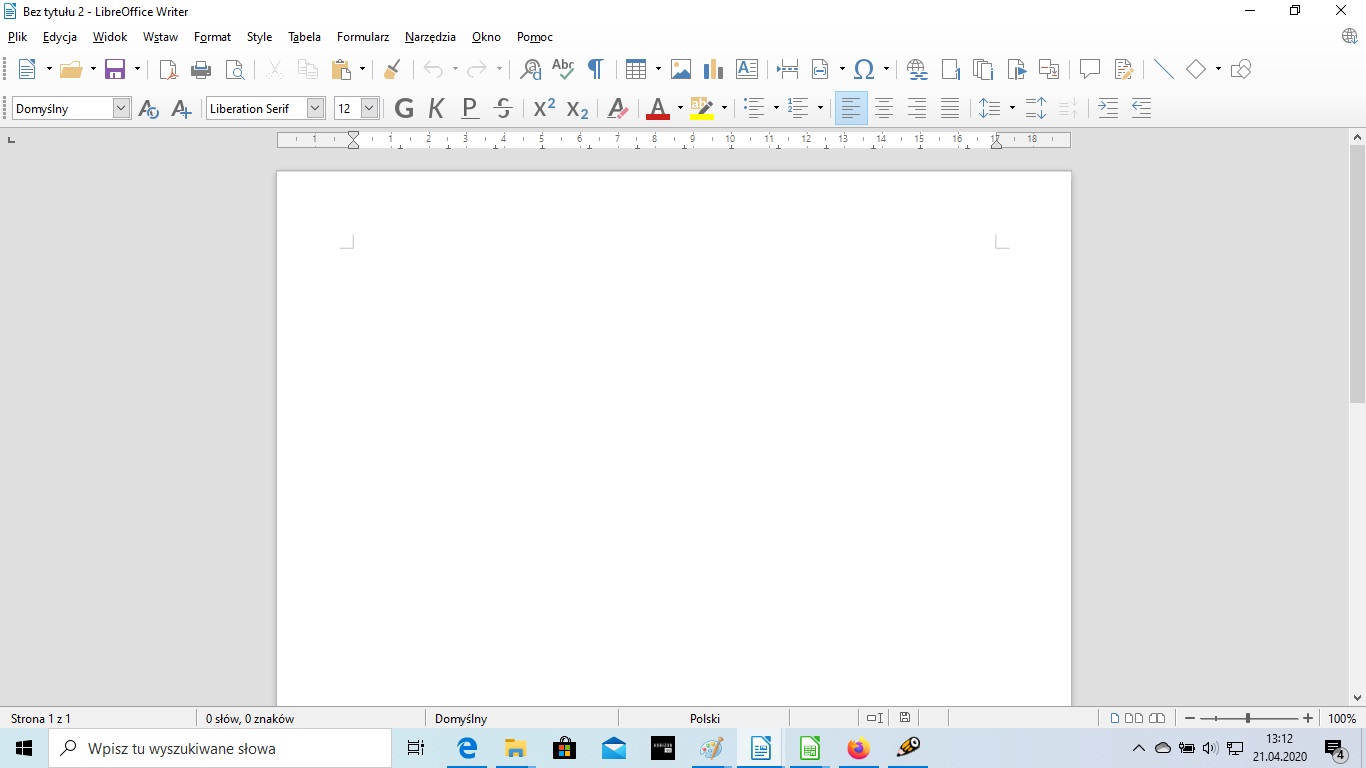 Bez tytułu 2 - LibreOffice Writer
Plik Edycja Widok Wstaw Format Style Tabela Formularz Narzędzia Okno Pomoc
Domyślny Liberation Serif 12 G K P S X² X₂ A A
1 1 2 3 4 5 6 7 8 9 10 11 12 13 14 15 16 17 18
Strona 1 z 1 0 słów, 0 znaków Domyślny Polski 100%
Wpisz tu wyszukiwane słowa
13:12
21.04.2020
4